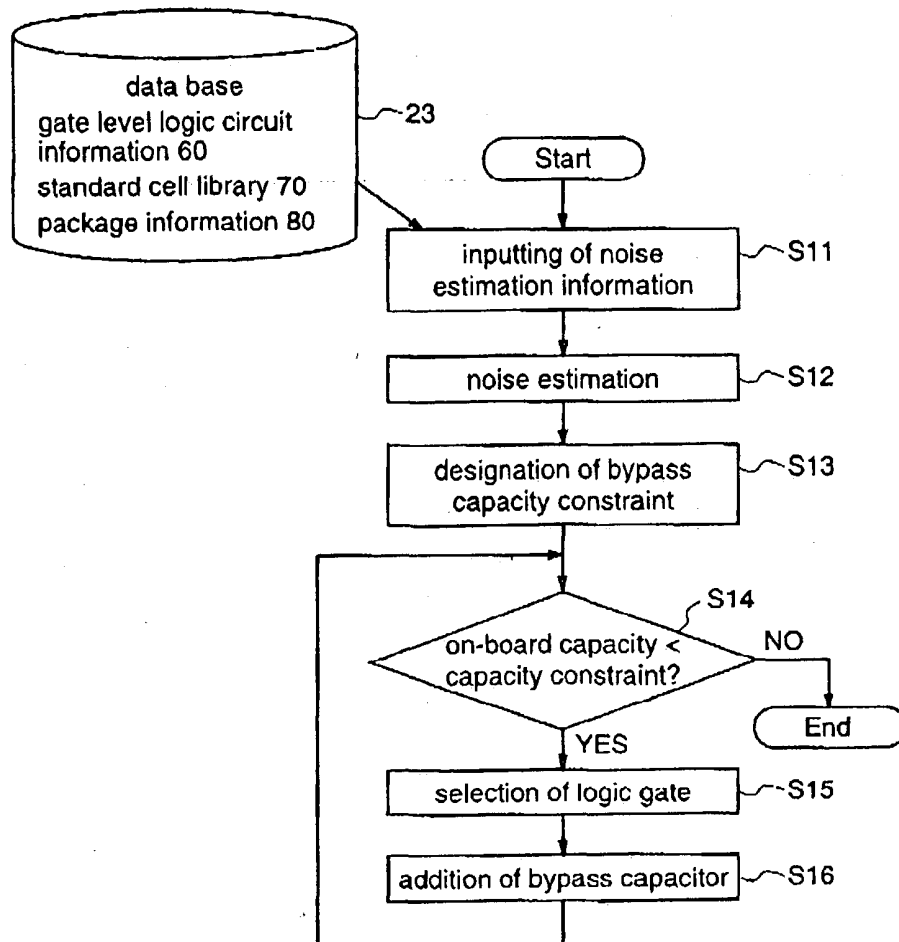 data base
gate level logic circuit
information 60
standard cell library 70
package information 80
23
Start
inputting of noise
estimation information
S11
noise estimation
S12
designation of bypass
capacity constraint
S13
on-board capacity <
capacity constraint?
S14
NO
End
YES
selection of logic gate
S15
addition of bypass capacitor
S16